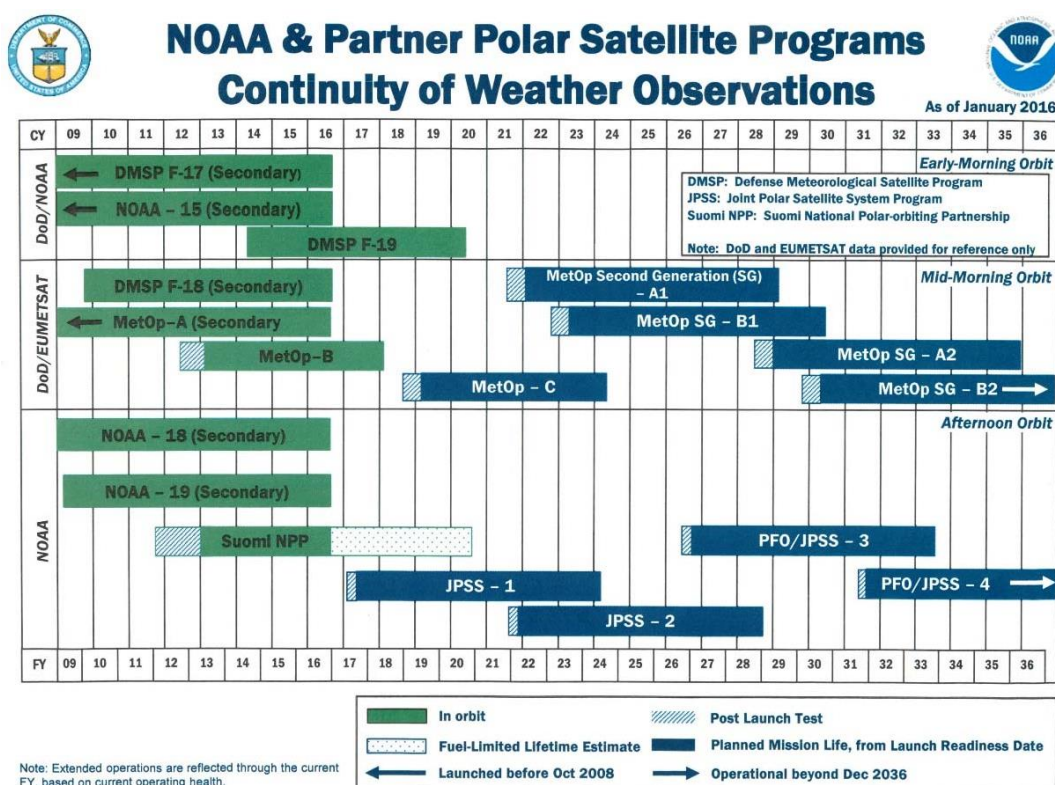 NOAA & Partner Polar Satellite Programs
Continuity of Weather Observations
NOAA
As of January 2016
CY 09 10 11 12 13 14 15 16 17 18 19 20 21 22 23 24 25 26 27 28 29 30 31 32 33 34 35 36
DoD/NOAA
Early-Morning Orbit
DMSP F-17 (Secondary)
NOAA – 15 (Secondary)
DMSP F-19
DMSP: Defense Meteorological Satellite Program
JPSS: Joint Polar Satellite System Program
Suomi NPP: Suomi National Polar-orbiting Partnership
Note: DoD and EUMETSAT data provided for reference only
DoD/EUMETSAT
Mid-Morning Orbit
DMSP F-18 (Secondary)
MetOp Second Generation (SG)
– A1
MetOp–A (Secondary
MetOp SG – B1
MetOp–B
MetOp SG – A2
MetOp – C
MetOp SG – B2
NOAA
Afternoon Orbit
NOAA – 18 (Secondary)
NOAA – 19 (Secondary)
Suomi NPP
PFO/JPSS – 3
JPSS – 1
PFO/JPSS – 4
JPSS – 2
FY 09 10 11 12 13 14 15 16 17 18 19 20 21 22 23 24 25 26 27 28 29 30 31 32 33 34 35 36
In orbit
Post Launch Test
Fuel-Limited Lifetime Estimate
Planned Mission Life, from Launch Readiness Date
Launched before Oct 2008
Operational beyond Dec 2036
Note: Extended operations are reflected through the current
FY, based on current operating health.